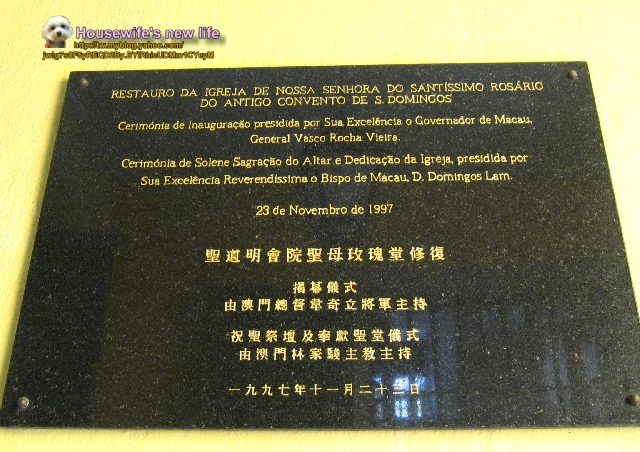 Housewife's new life
RESTAURO DA IGREJA DE NOSSA SENHORA DO SANTÍSSIMO ROSÁRIO
DO ANTIGO CONVENTO DE S. DOMINGOS
Cerimónia de Inauguração presidida por Sua Excelência o Governador de Macau,
General Vasco Rocha Vieira.
Cerimónia de Solene Sagração do Altar e Dedicação da Igreja, presidida por
Sua Excelência Reverendíssima o Bispo de Macau, D. Domingos Lam.
23 de Novembro de 1997
聖道明會院聖母玫瑰堂修復
揭幕儀式
由澳門總督韋奇立將軍主持
祝聖祭壇及奉獻聖堂儀式
由澳門林家駿主教主持
一九九七年十一月二十三日